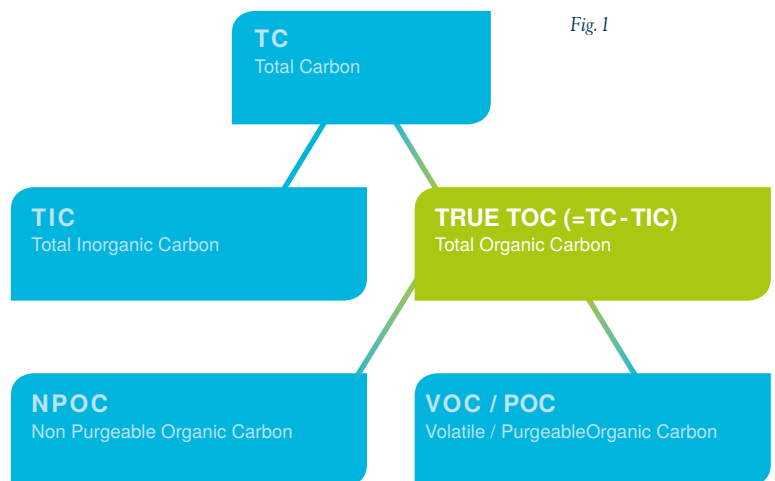 Fig. 1
TC
Total Carbon
TIC
Total Inorganic Carbon
TRUE TOC (=TC-TIC)
Total Organic Carbon
NPOC
Non Purgeable Organic Carbon
VOC / POC
Volatile / PurgeableOrganic Carbon